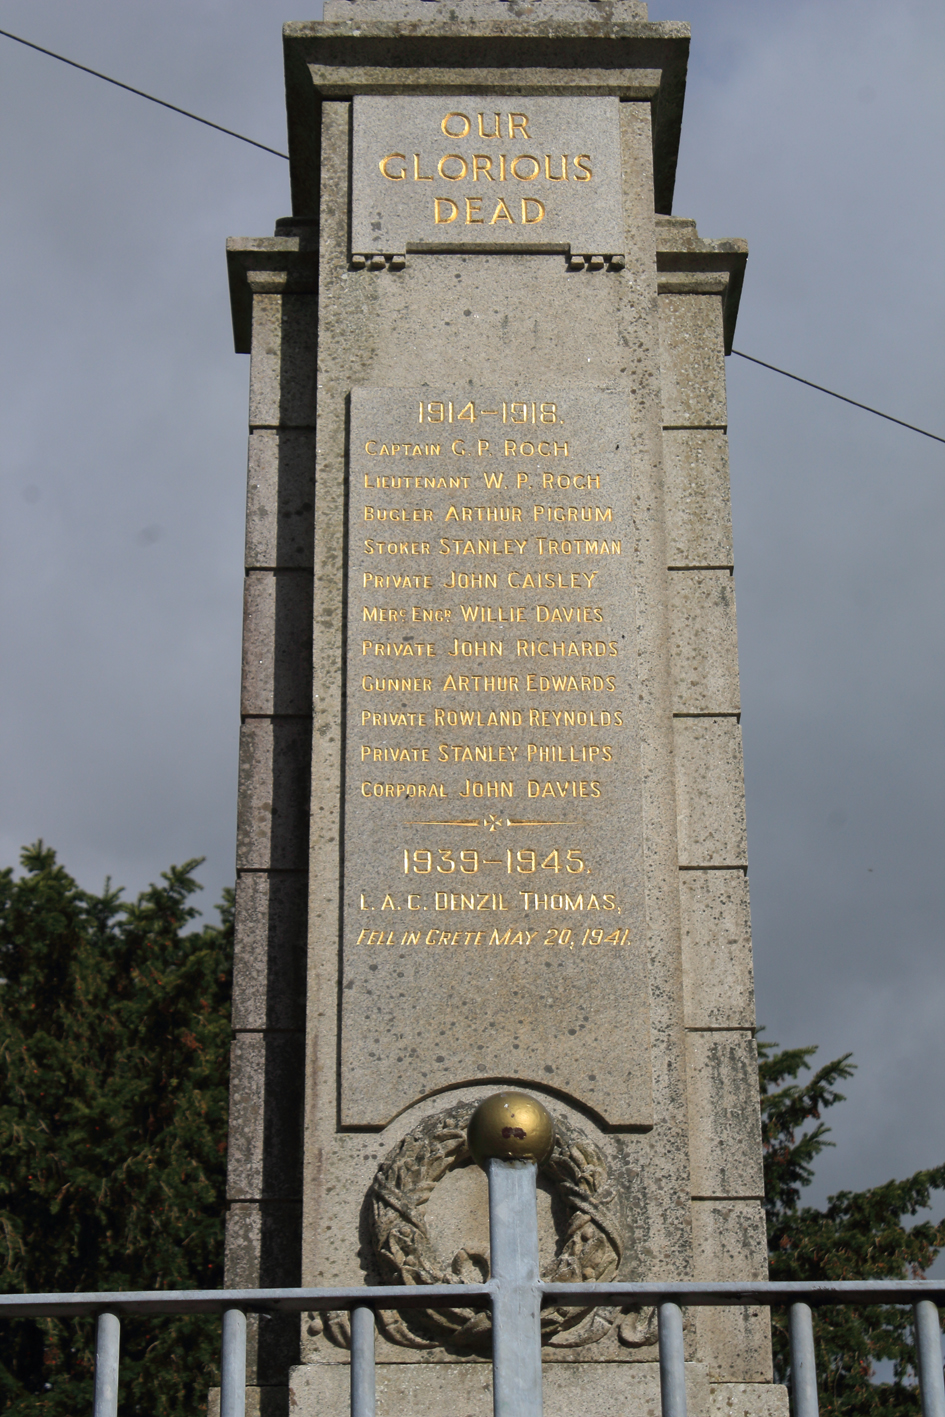 OUR
GLORIOUS
DEAD
1914–1918.
CAPTAIN G. P. ROCH
LIEUTENANT W. P. ROCH
BUGLER ARTHUR PIGRUM
STOKER STANLEY TROTMAN
PRIVATE JOHN CAISLEY
MERC. ENGR WILLIE DAVIES
PRIVATE JOHN RICHARDS
GUNNER ARTHUR EDWARDS
PRIVATE ROWLAND REYNOLDS
PRIVATE STANLEY PHILLIPS
CORPORAL JOHN DAVIES
1939–1945.
L. A. C. DENZIL THOMAS,
FELL IN CRETE MAY 20, 1941.